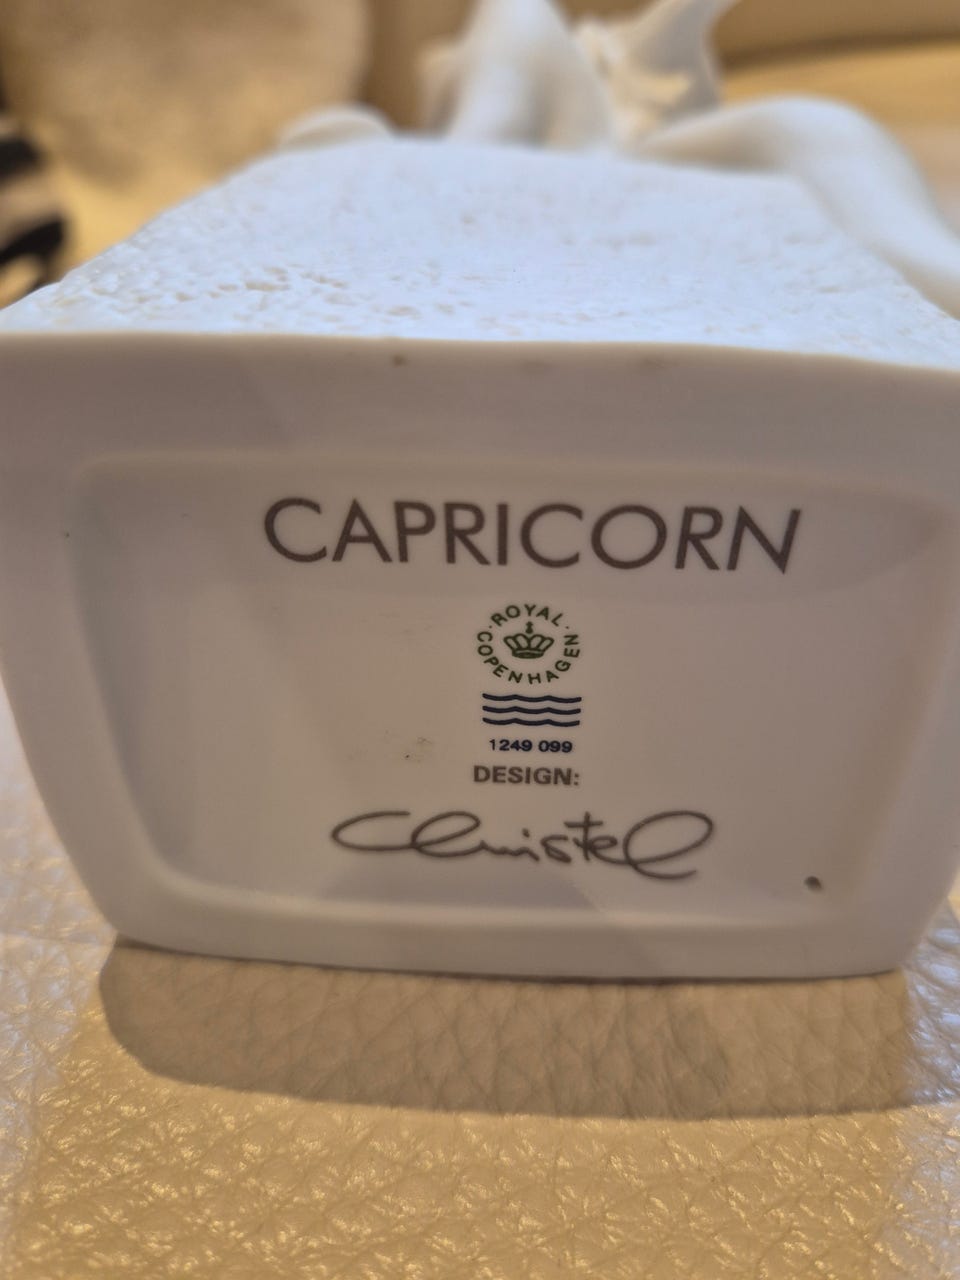 CAPRICORN
ROYAL
COPENHAGEN
1249 099
DESIGN:
Christel